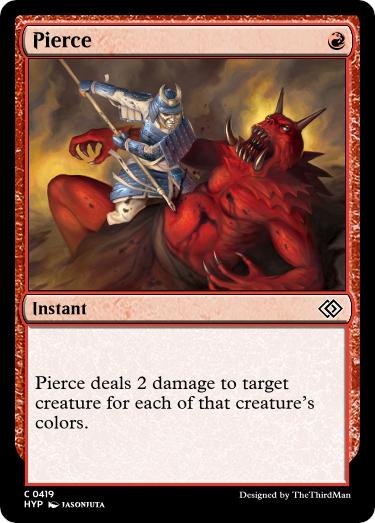 Pierce
Instant
Pierce deals 2 damage to target
creature for each of that creature's
colors.
C 0419
HYP JASONJUTA
Designed by TheThirdMan